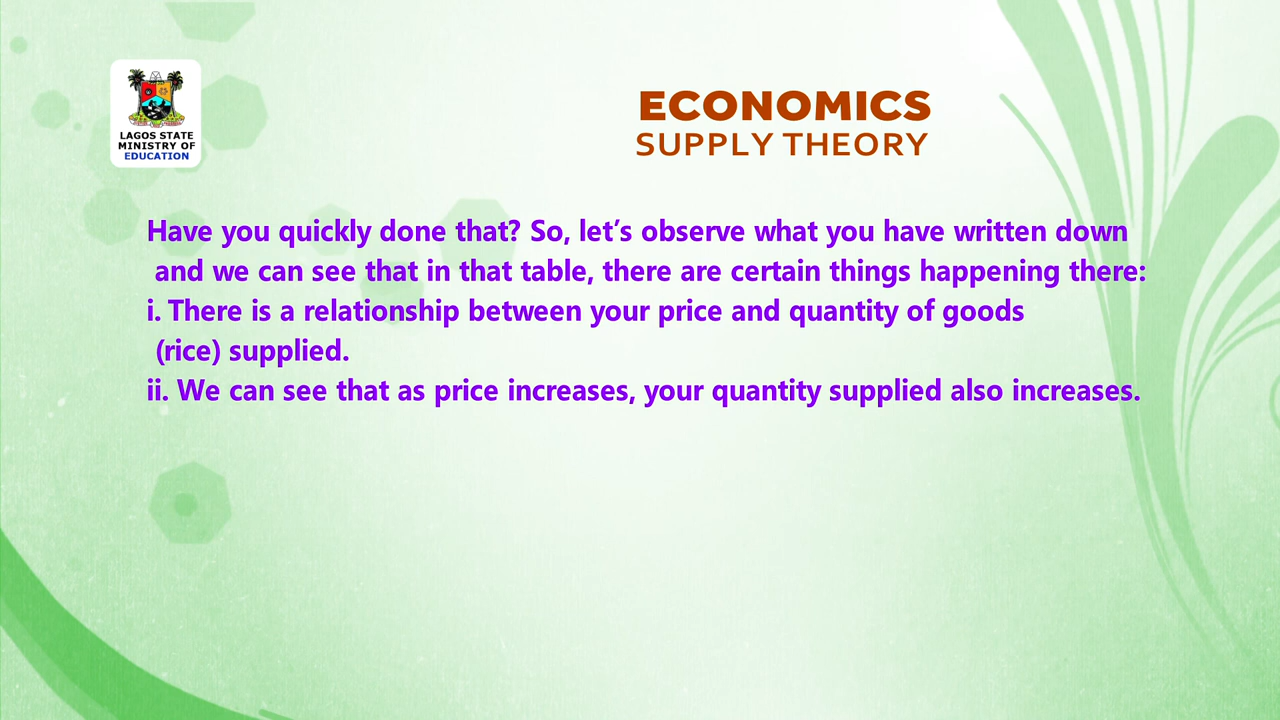 LAGOS STATE
MINISTRY OF
EDUCATION
ECONOMICS
SUPPLY THEORY
Have you quickly done that? So, let’s observe what you have written down
and we can see that in that table, there are certain things happening there:
i. There is a relationship between your price and quantity of goods
(rice) supplied.
ii. We can see that as price increases, your quantity supplied also increases.